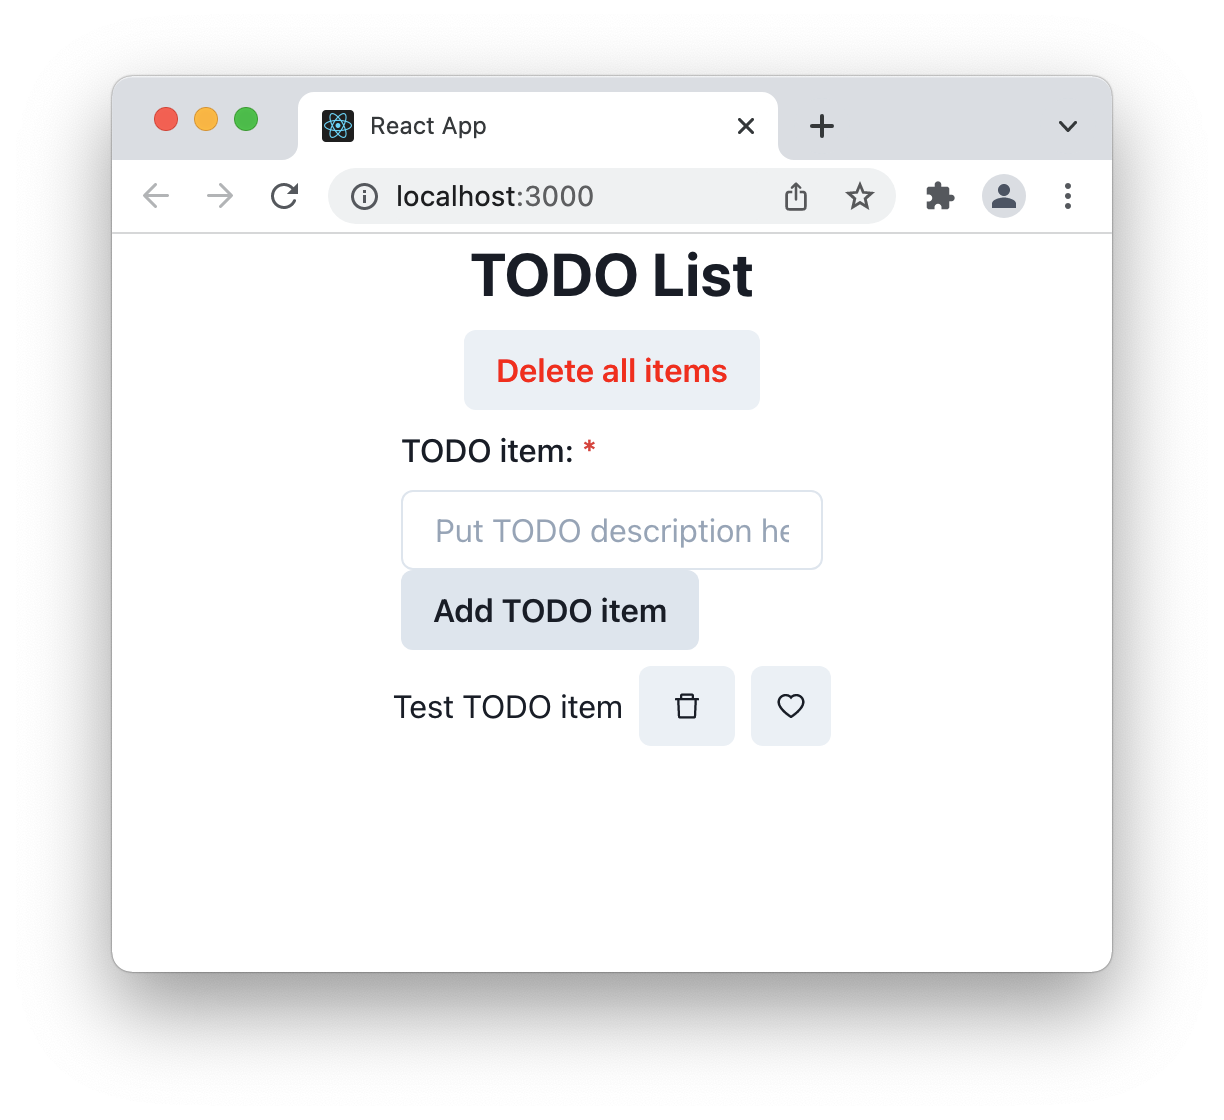 React App
localhost:3000
TODO List
Delete all items
TODO item: *
Put TODO description he
Add TODO item
Test TODO item